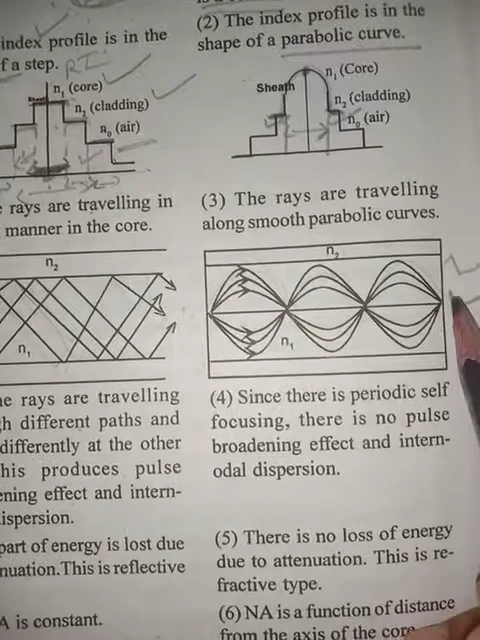 index profile is in the
f a step.
n₁ (core)
n₂ (cladding)
n₀ (air)
rays are travelling in
manner in the core.
n₂
n₁
rays are travelling
different paths and
differently at the other
his produces pulse
ening effect and intern-
ispersion.
part of energy is lost due
nuation.This is reflective
A is constant.
(2) The index profile is in the
shape of a parabolic curve.
n₁ (Core)
Sheath
n₂ (cladding)
n₀ (air)
(3) The rays are travelling
along smooth parabolic curves.
n₂
n₁
(4) Since there is periodic self
focusing, there is no pulse
broadening effect and intern-
odal dispersion.
(5) There is no loss of energy
due to attenuation. This is re-
fractive type.
(6) NA is a function of distance
from the axis of the core